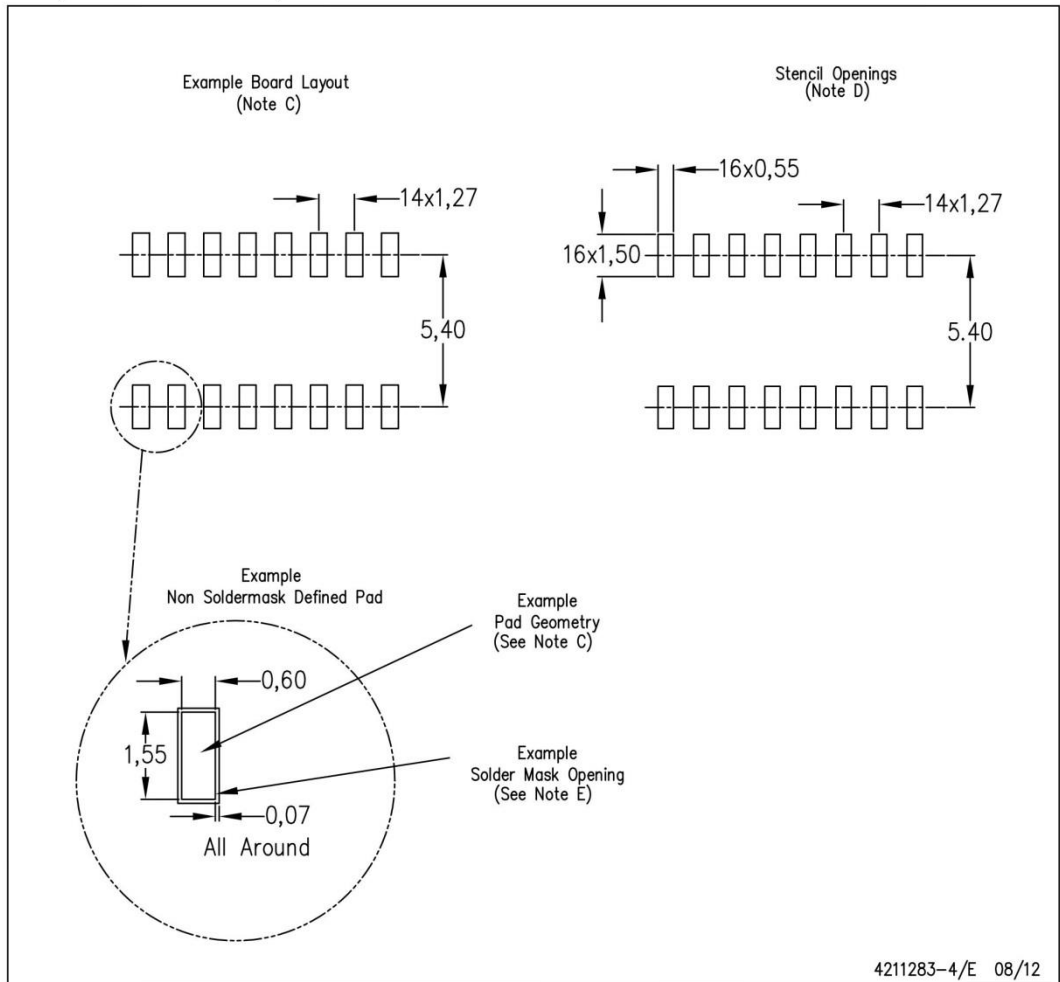 Example Board Layout
(Note C)
Stencil Openings
(Note D)
14x1,27
5,40
16x0,55
14x1,27
16x1,50
5.40
Example
Non Soldermask Defined Pad
Example
Pad Geometry
(See Note C)
0,60
1,55
Example
Solder Mask Opening
(See Note E)
0,07
All Around
4211283-4/E 08/12